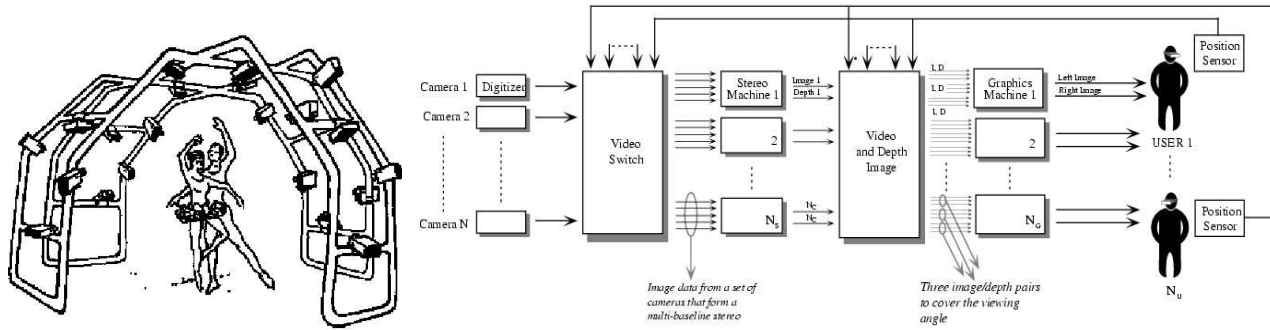 Camera 1
Digitizer
Camera 2
Camera N
Video
Switch
Stereo
Machine 1
2
N_S
Image 1
Depth 1
N_C
N_C
Video
and Depth
Image
I, D
I, D
I, D
I, D
Graphics
Machine 1
2
N_G
Left Image
Right Image
Position
Sensor
USER 1
Position
Sensor
N_U
Image data from a set of
cameras that form a
multi-baseline stereo
Three image/depth pairs
to cover the viewing
angle